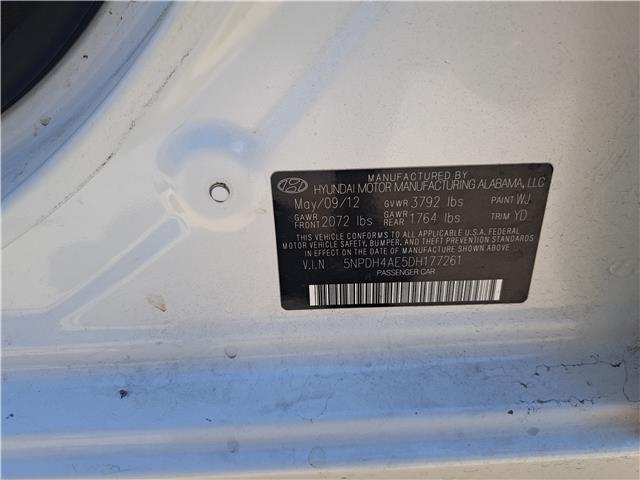 MANUFACTURED BY
HYUNDAI MOTOR MANUFACTURING ALABAMA, LLC
May/09/12 GVWR 3792 lbs PAINT WJ
GAWR FRONT 2072 lbs GAWR REAR 1764 lbs TRIM YD
THIS VEHICLE CONFORMS TO ALL APPLICABLE U.S.A. FEDERAL
MOTOR VEHICLE SAFETY, BUMPER, AND THEFT PREVENTION STANDARDS
IN EFFECT ON THE DATE OF MANUFACTURE SHOWN ABOVE.
V.I.N 5NPDH4AE5DH177261
PASSENGER CAR